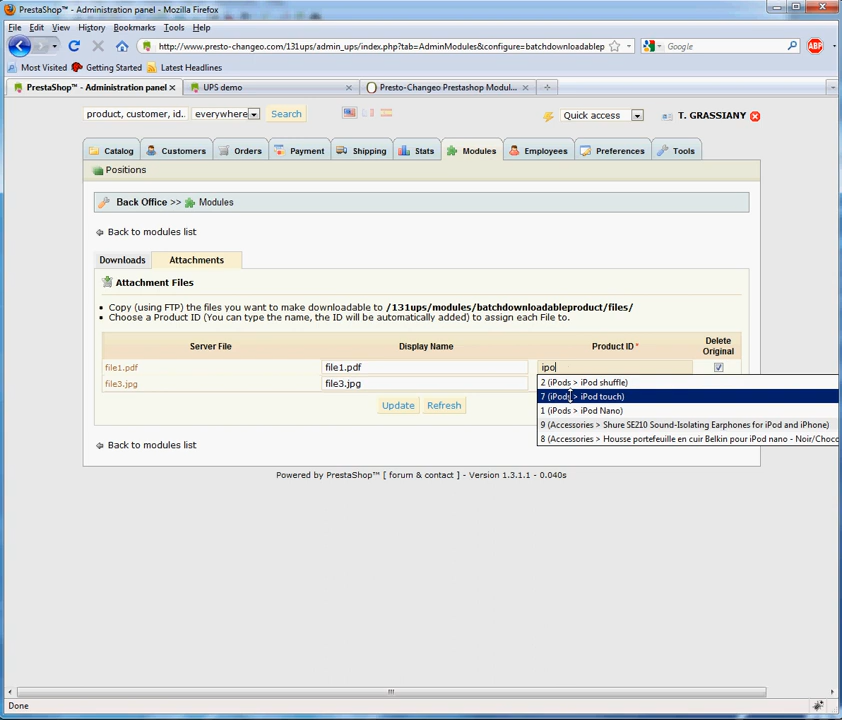 PrestaShop™ - Administration panel - Mozilla Firefox
File Edit View History Bookmarks Tools Help
http://www.presto-changeo.com/131ups/admin_ups/index.php?tab=AdminModules&configure=batchdownloadablep
Google
ABP
Most Visited Getting Started Latest Headlines
PrestaShop™ - Administration panel UPS demo Presto-Changeo Prestashop Modul...
product, customer, id.. everywhere Search Quick access T. GRASSIANY
Catalog Customers Orders Payment Shipping Stats Modules Employees Preferences Tools
Positions
Back Office >> Modules
Back to modules list
Downloads Attachments
Attachment Files
Copy (using FTP) the files you want to make downloadable to /131ups/modules/batchdownloadableproduct/files/
Choose a Product ID (You can type the name, the ID will be automatically added) to assign each File to.
Server File Display Name Product ID * Delete Original
file1.pdf file1.pdf ipo
file3.jpg file3.jpg
2 (iPods > iPod shuffle)
7 (iPods > iPod touch)
1 (iPods > iPod Nano)
9 (Accessories > Shure SE210 Sound-Isolating Earphones for iPod and iPhone)
8 (Accessories > Housse portefeuille en cuir Belkin pour iPod nano - Noir/Choco
Update Refresh
Back to modules list
Powered by PrestaShop™ [ forum & contact ] - Version 1.3.1.1 - 0.040s
Done